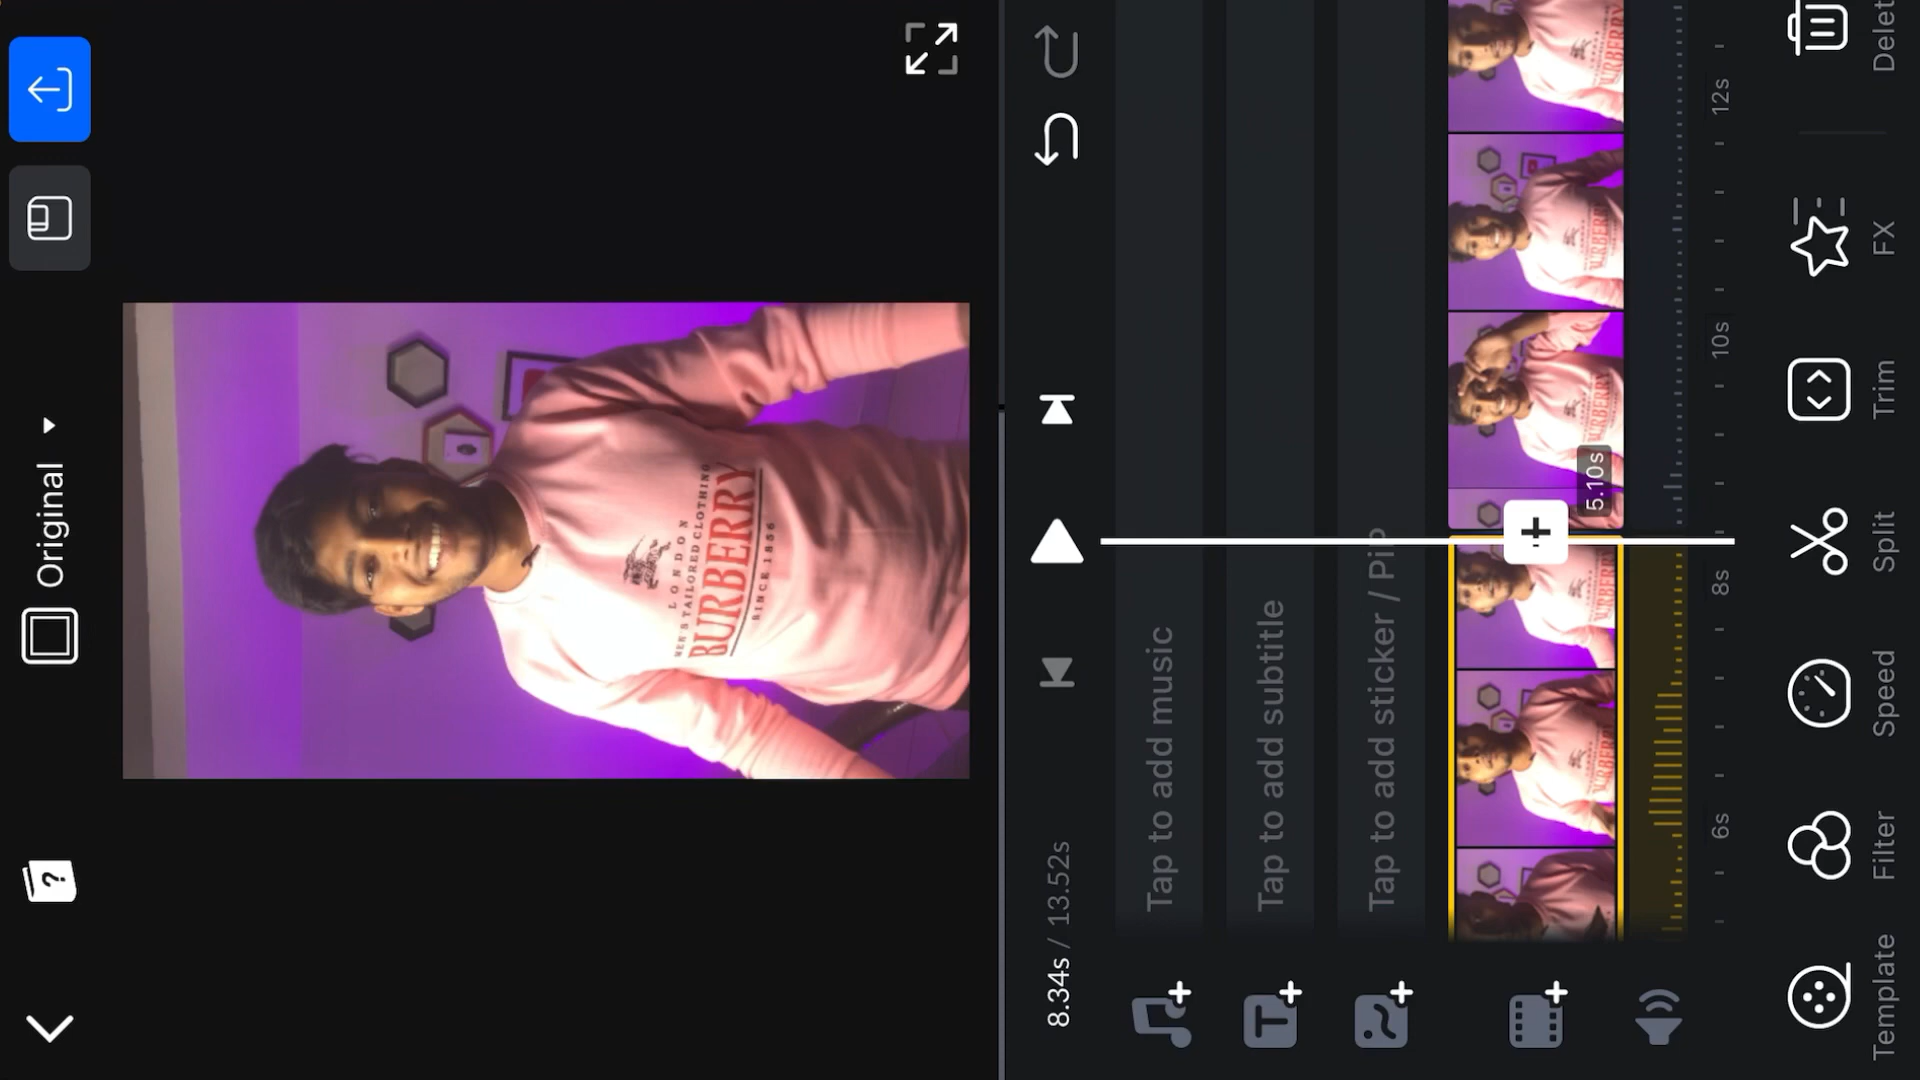 Original
LONDON
MEN'S TAILORED CLOTHING
BURBERRY
SINCE 1856
8.34s / 13.52s
Tap to add music
Tap to add subtitle
Tap to add sticker / PiP
5.10s
6s
8s
10s
12s
Template
Filter
Speed
Split
Trim
FX
Delet